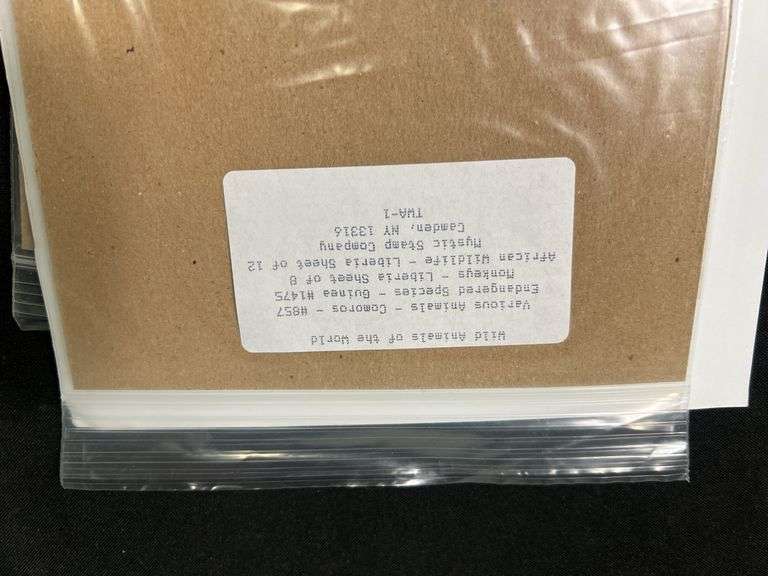 Wild Animals of the World
Various Animals - Comoros - #857
Endangered Species - Guinea #1475
Monkeys - Liberia Sheet of 8
African Wildlife - Liberia Sheet of 12
Mystic Stamp Company
Camden, NY 13316
TWA-1